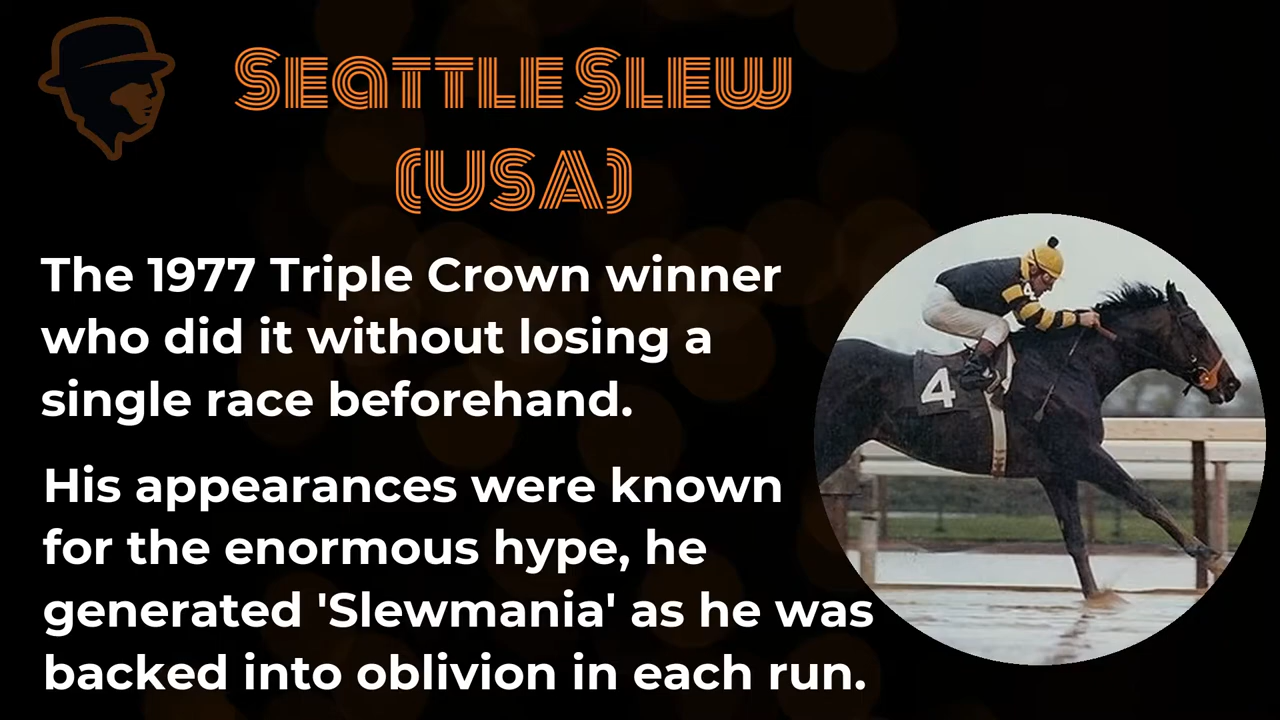 Seattle Slew
(USA)
The 1977 Triple Crown winner
who did it without losing a
single race beforehand.
His appearances were known
for the enormous hype, he
generated 'Slewmania' as he was
backed into oblivion in each run.
4